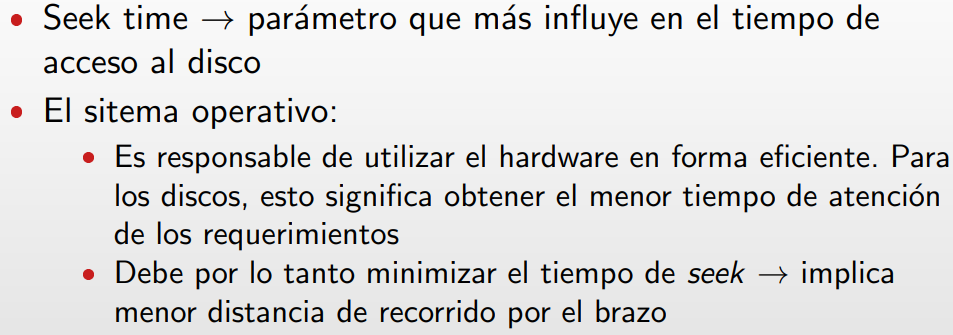 • Seek time → parámetro que más influye en el tiempo de
acceso al disco
• El sitema operativo:
• Es responsable de utilizar el hardware en forma eficiente. Para
los discos, esto significa obtener el menor tiempo de atención
de los requerimientos
• Debe por lo tanto minimizar el tiempo de seek → implica
menor distancia de recorrido por el brazo